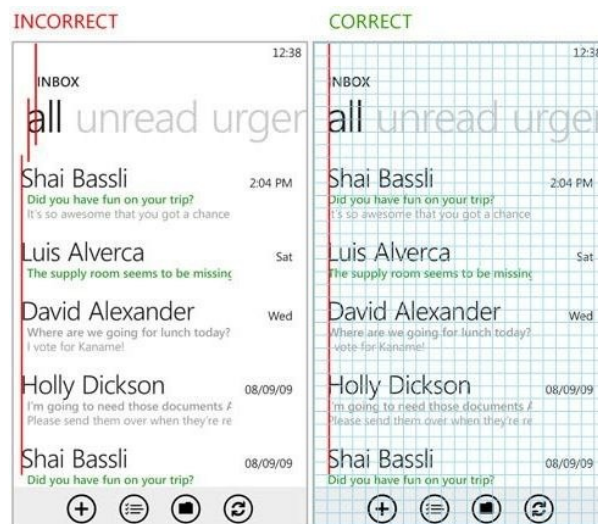 INCORRECT
CORRECT
12:38
INBOX
all unread urger
Shai Bassli 2:04 PM
Did you have fun on your trip?
It's so awesome that you got a chance
Luis Alverca Sat
The supply room seems to be missing
David Alexander Wed
Where are we going for lunch today?
I vote for Kaname!
Holly Dickson 08/09/09
I'm going to need those documents A
Please send them over when they're re
Shai Bassli 08/09/09
Did you have fun on your trip?
12:38
INBOX
all unread urger
Shai Bassli 2:04 PM
Did you have fun on your trip?
It's so awesome that you got a chance
Luis Alverca Sat
The supply room seems to be missing
David Alexander Wed
Where are we going for lunch today?
I vote for Kaname!
Holly Dickson 08/09/09
I'm going to need those documents A
Please send them over when they're re
Shai Bassli 08/09/09
Did you have fun on your trip?